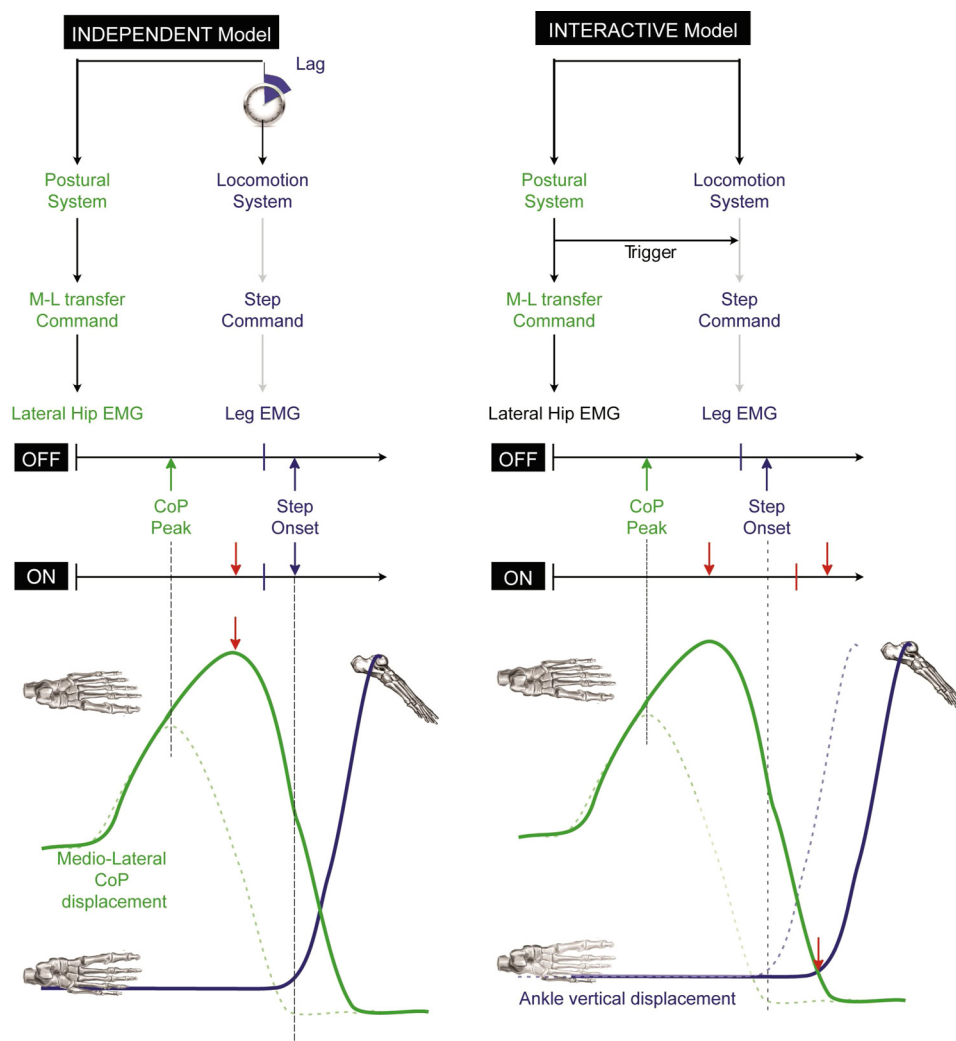 INDEPENDENT Model
Lag
Postural
System
Locomotion
System
M-L transfer
Command
Step
Command
Lateral Hip EMG
Leg EMG
OFF
CoP
Peak
Step
Onset
ON
Medio-Lateral
CoP
displacement
INTERACTIVE Model
Postural
System
Locomotion
System
Trigger
M-L transfer
Command
Step
Command
Lateral Hip EMG
Leg EMG
OFF
CoP
Peak
Step
Onset
ON
Ankle vertical displacement